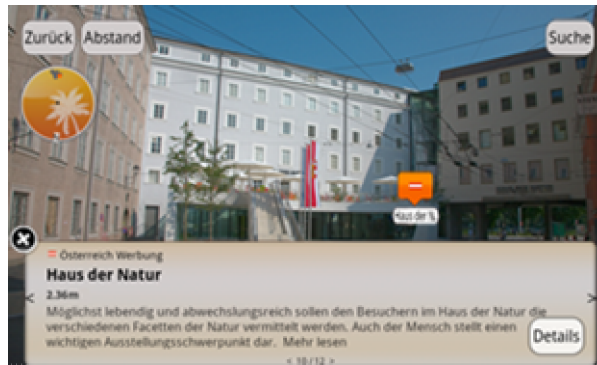 Zurück
Abstand
Suche
Haus der N.
Österreich Werbung
Haus der Natur
2.36m
Möglichst lebendig und abwechslungsreich sollen den Besuchern im Haus der Natur die
verschiedenen Facetten der Natur vermittelt werden. Auch der Mensch stellt einen
wichtigen Ausstellungsschwerpunkt dar. Mehr lesen
Details
< 10/12 >